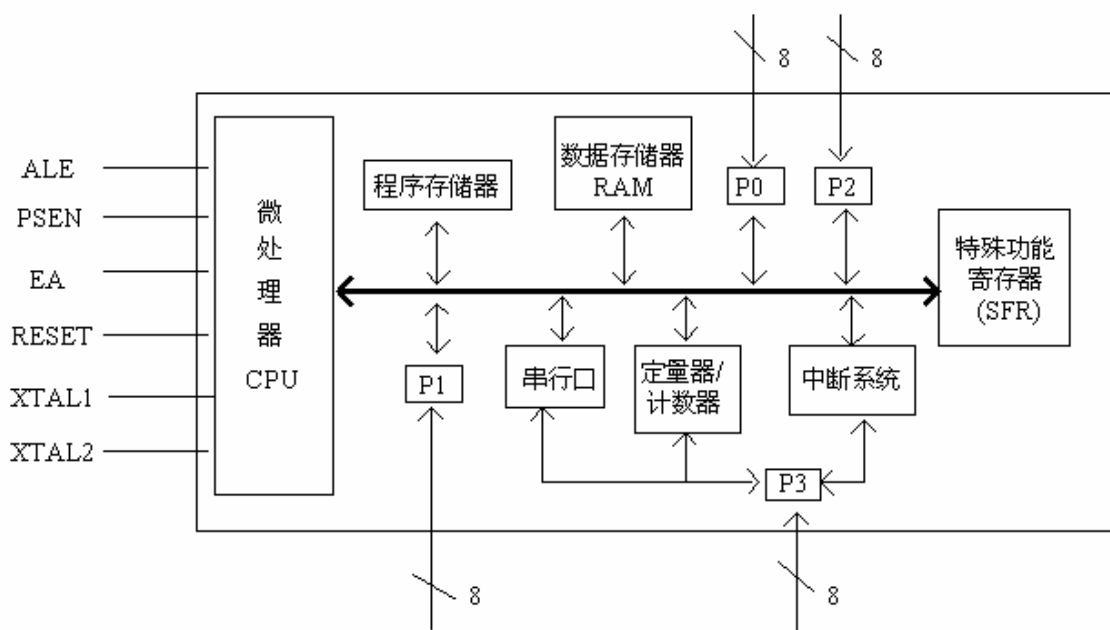 8
8
ALE
PSEN
EA
RESET
XTAL1
XTAL2
微
处
理
器
CPU
程序存储器
数据存储器
RAM
P0
P2
特殊功能
寄存器
(SFR)
P1
串行口
定量器/
计数器
中断系统
P3
8
8